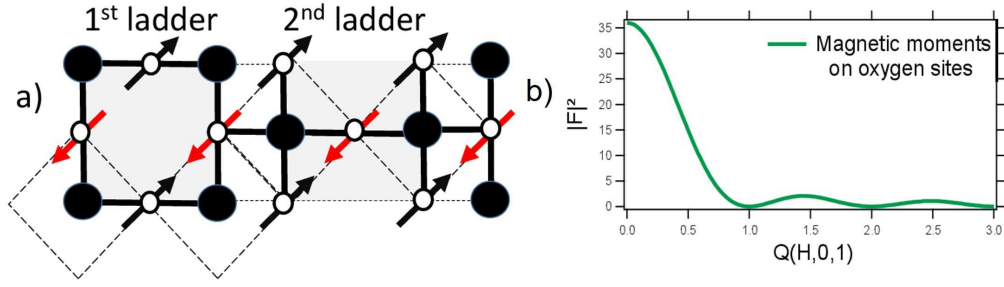 a)
1st ladder
2nd ladder
b)
|F|²
35
30
25
20
15
10
5
0
Magnetic moments
on oxygen sites
0.0 0.5 1.0 1.5 2.0 2.5 3.0
Q(H,0,1)